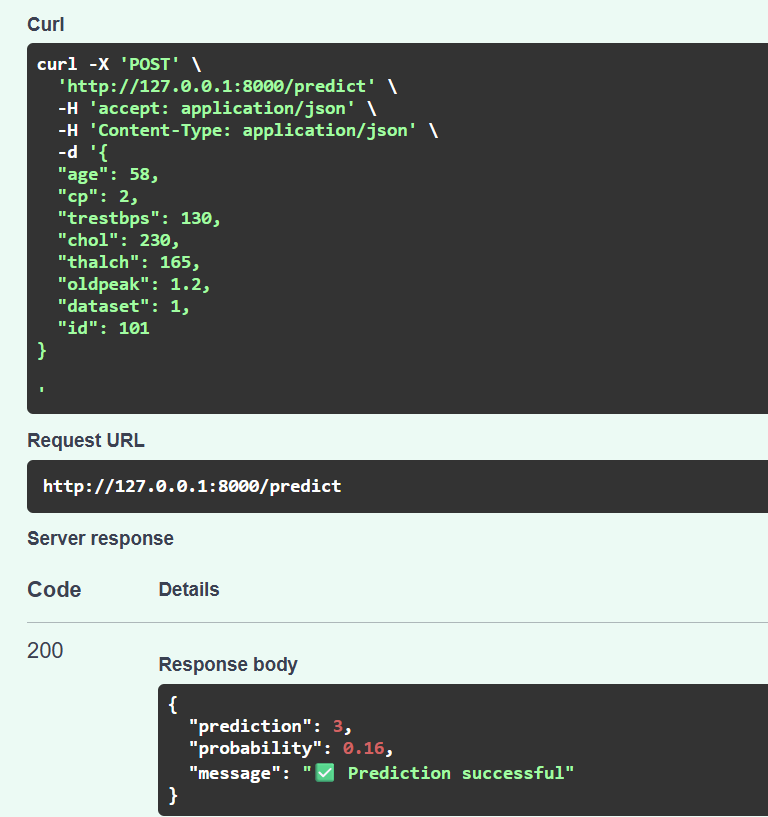 Curl
curl -X 'POST' \
'http://127.0.0.1:8000/predict' \
-H 'accept: application/json' \
-H 'Content-Type: application/json' \
-d '{
"age": 58,
"cp": 2,
"trestbps": 130,
"chol": 230,
"thalch": 165,
"oldpeak": 1.2,
"dataset": 1,
"id": 101
}
'
Request URL
http://127.0.0.1:8000/predict
Server response
Code Details
200
Response body
{
"prediction": 3,
"probability": 0.16,
"message": "✅ Prediction successful"
}